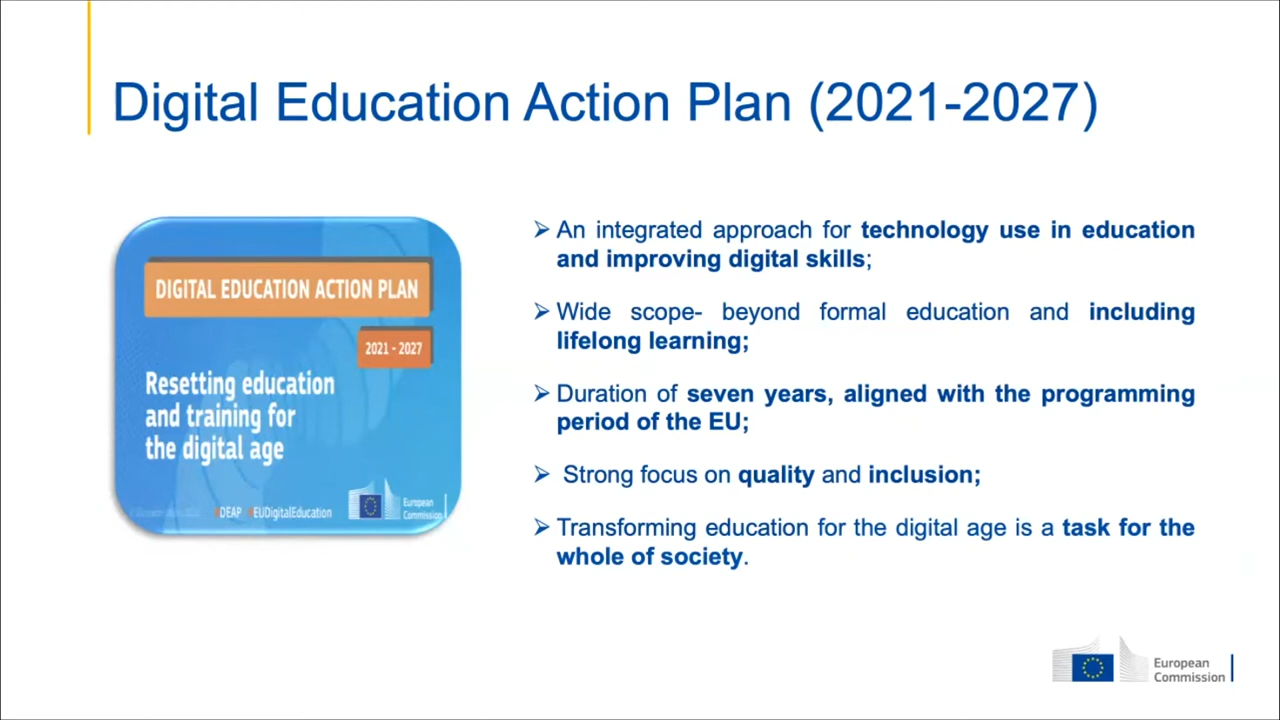 Digital Education Action Plan (2021-2027)
DIGITAL EDUCATION ACTION PLAN
2021 - 2027
Resetting education
and training for
the digital age
#DEAP #EUDigitalEducation
European
Commission
➢ An integrated approach for technology use in education
and improving digital skills;
➢ Wide scope- beyond formal education and including
lifelong learning;
➢ Duration of seven years, aligned with the programming
period of the EU;
➢ Strong focus on quality and inclusion;
➢ Transforming education for the digital age is a task for the
whole of society.
European
Commission